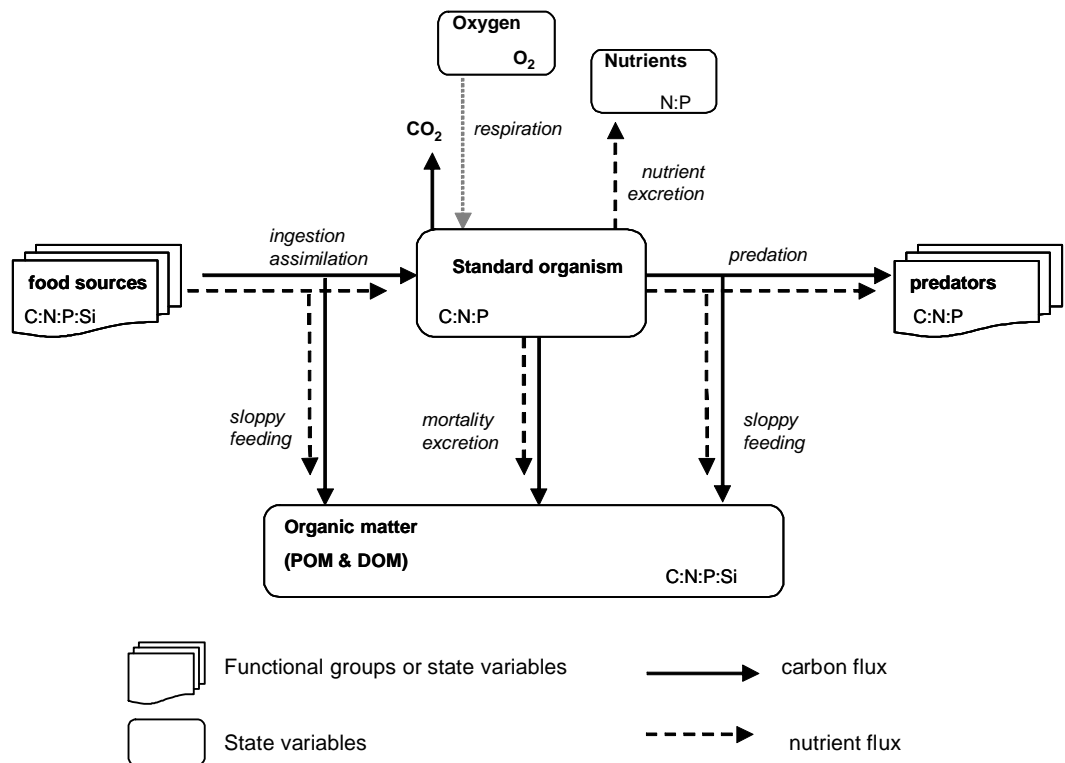 Oxygen
O2
Nutrients
N:P
CO2
respiration
nutrient
excretion
ingestion
assimilation
food sources
C:N:P:Si
Standard organism
C:N:P
predation
predators
C:N:P
sloppy
feeding
mortality
excretion
sloppy
feeding
Organic matter
(POM & DOM)
C:N:P:Si
Functional groups or state variables
carbon flux
State variables
nutrient flux